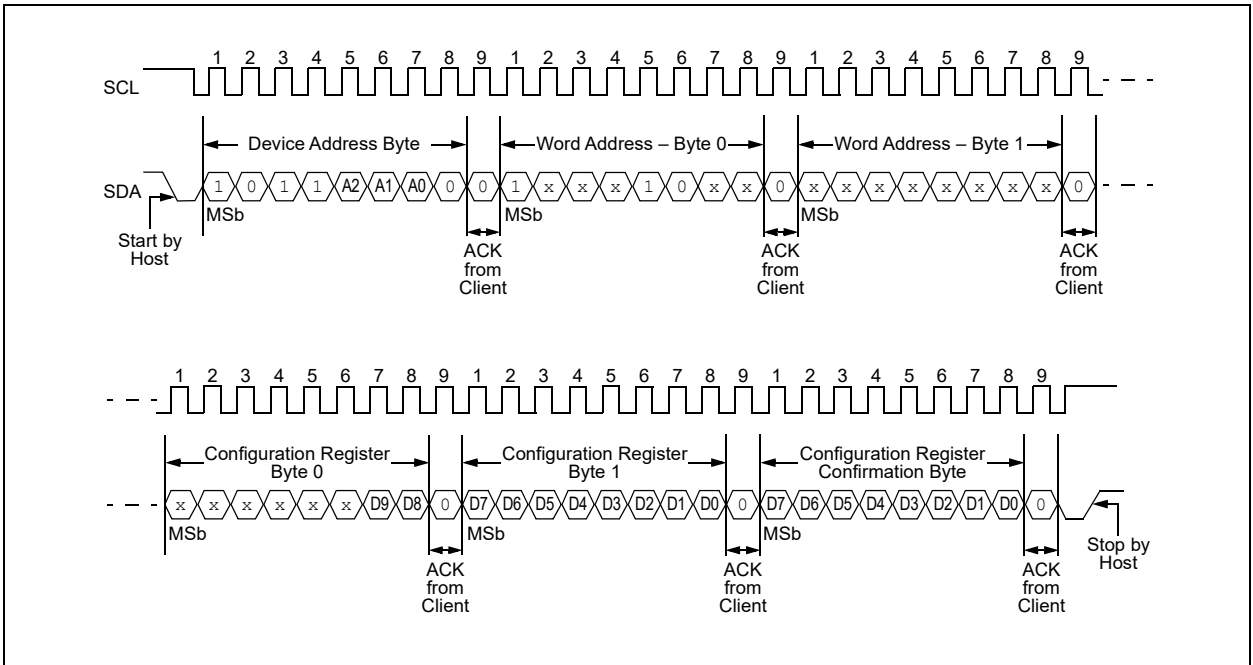 1 2 3 4 5 6 7 8 9 1 2 3 4 5 6 7 8 9 1 2 3 4 5 6 7 8 9
SCL
Device Address Byte
Word Address – Byte 0
Word Address – Byte 1
SDA
1 0 1 1 A2 A1 A0 0 0 1 x x x 1 0 x x 0 x x x x x x x x 0
MSb
MSb
MSb
Start by
Host
ACK
from
Client
ACK
from
Client
ACK
from
Client
1 2 3 4 5 6 7 8 9 1 2 3 4 5 6 7 8 9 1 2 3 4 5 6 7 8 9
Configuration Register
Byte 0
Configuration Register
Byte 1
Configuration Register
Confirmation Byte
x x x x x x D9 D8 0 D7 D6 D5 D4 D3 D2 D1 D0 0 D7 D6 D5 D4 D3 D2 D1 D0 0
MSb
MSb
MSb
Stop by
Host
ACK
from
Client
ACK
from
Client
ACK
from
Client